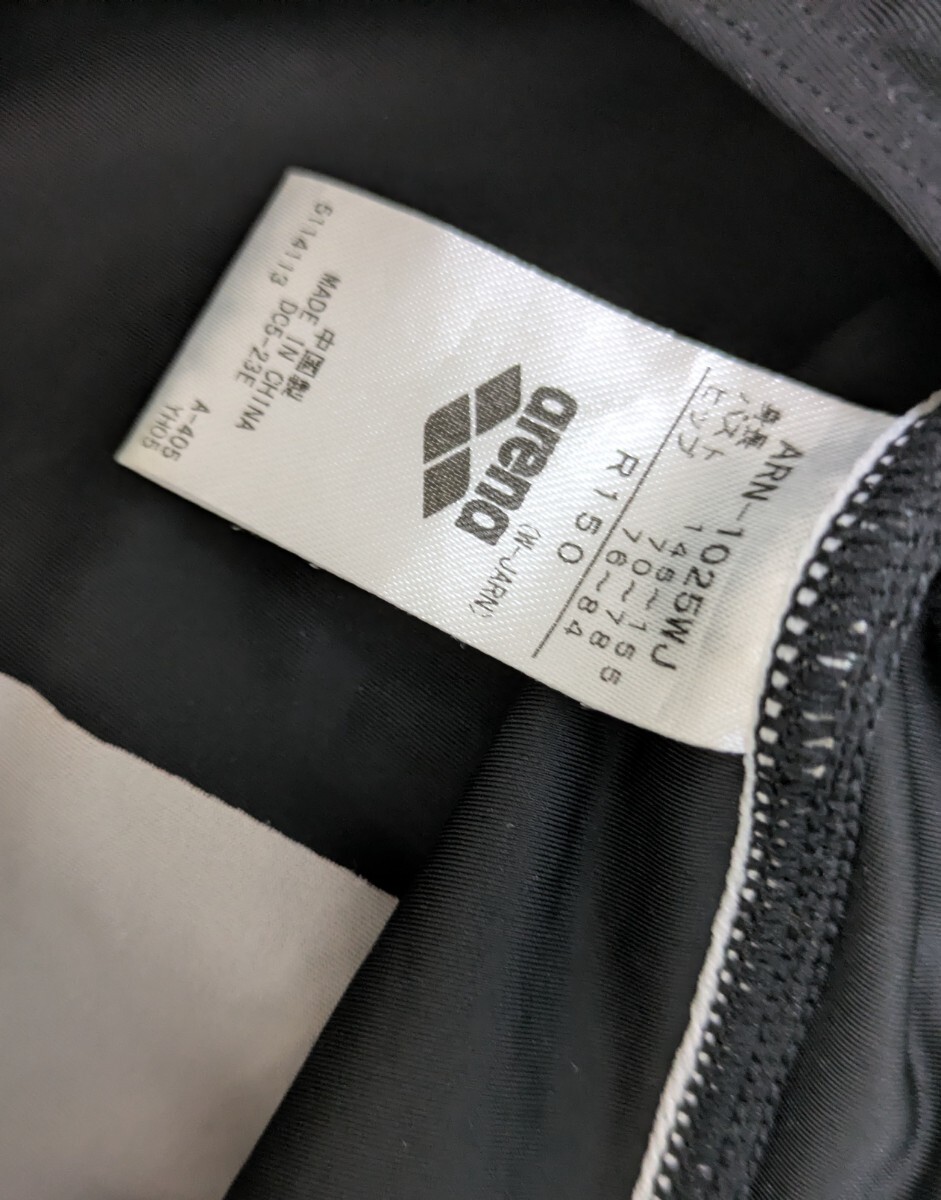 ARN-1025WJ
身長 145~155
バスト 70~78
ヒップ 76~84
R150
arena
(W-JARN)
中国製
MADE IN CHINA
5114113 DC5-23E
A-405
YH05